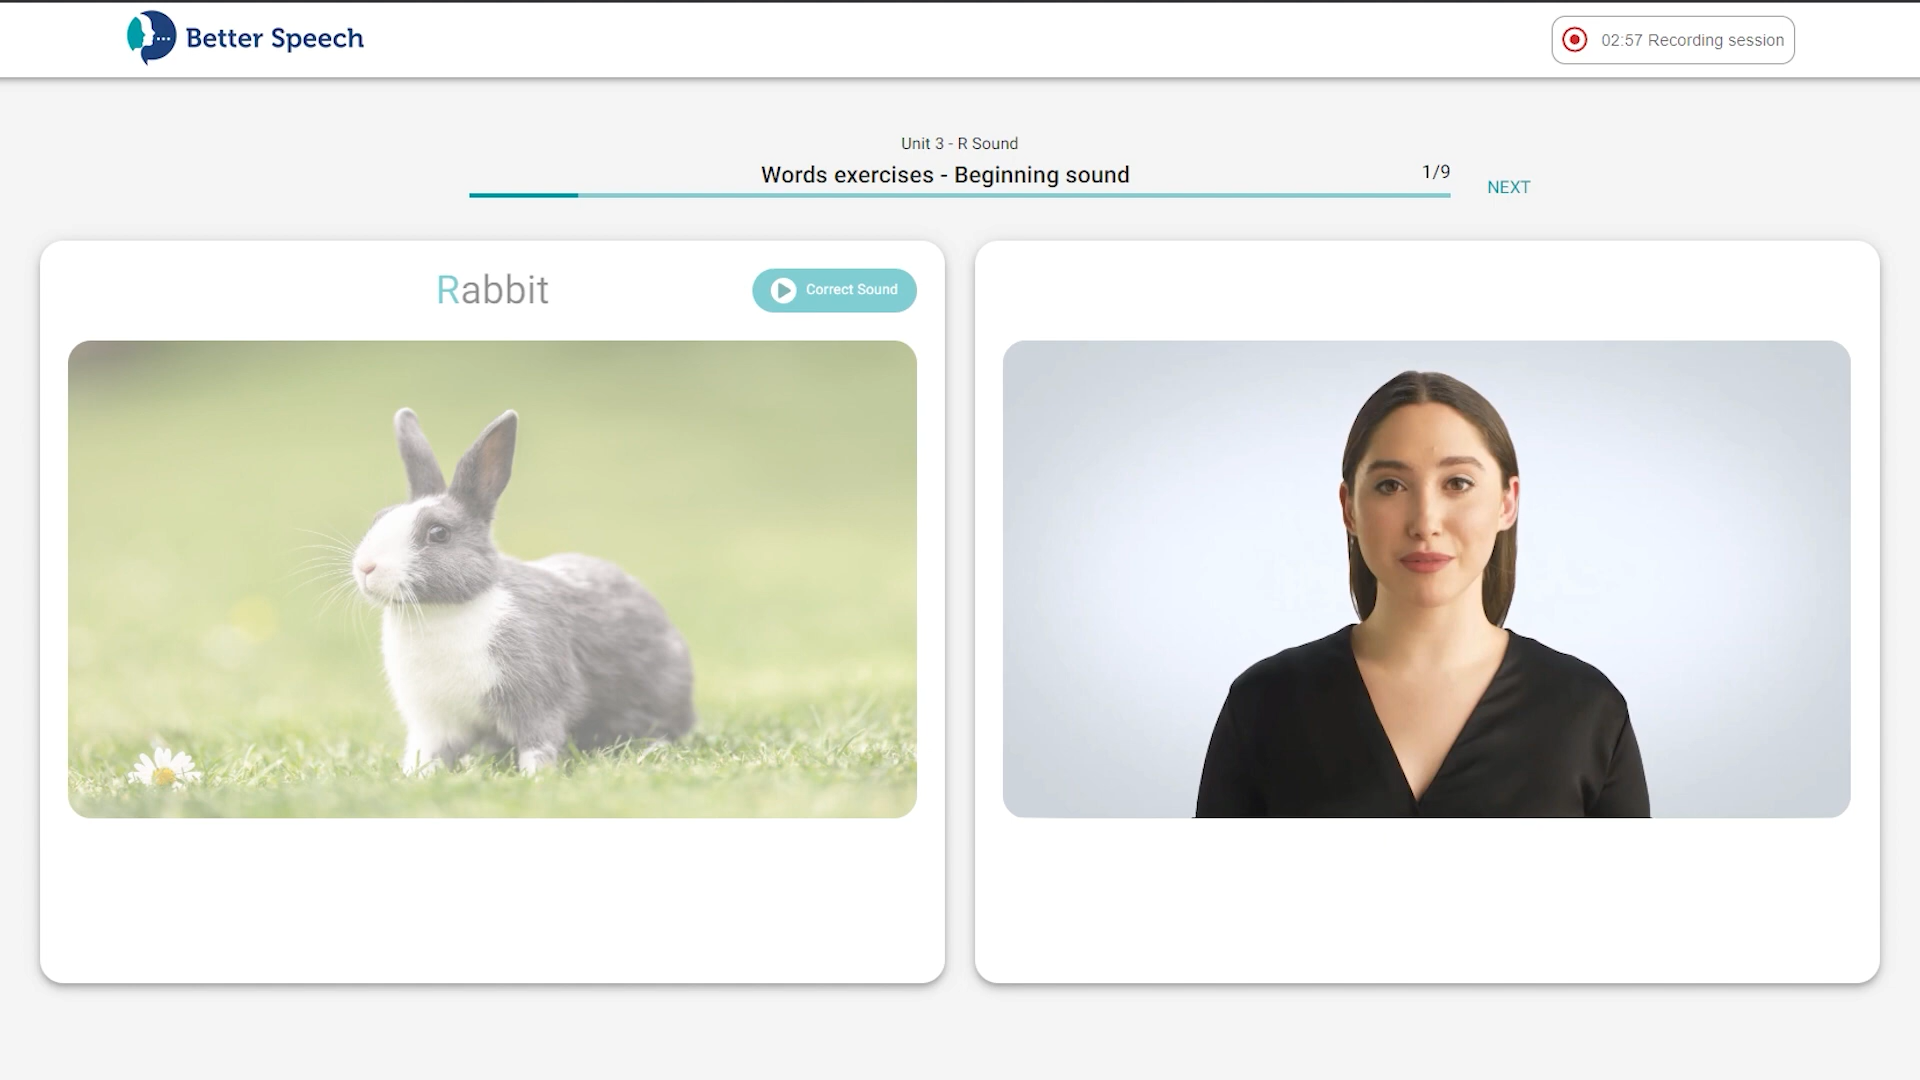 Better Speech
02:57 Recording session
Unit 3 - R Sound
Words exercises - Beginning sound
1/9
NEXT
Rabbit
Correct Sound